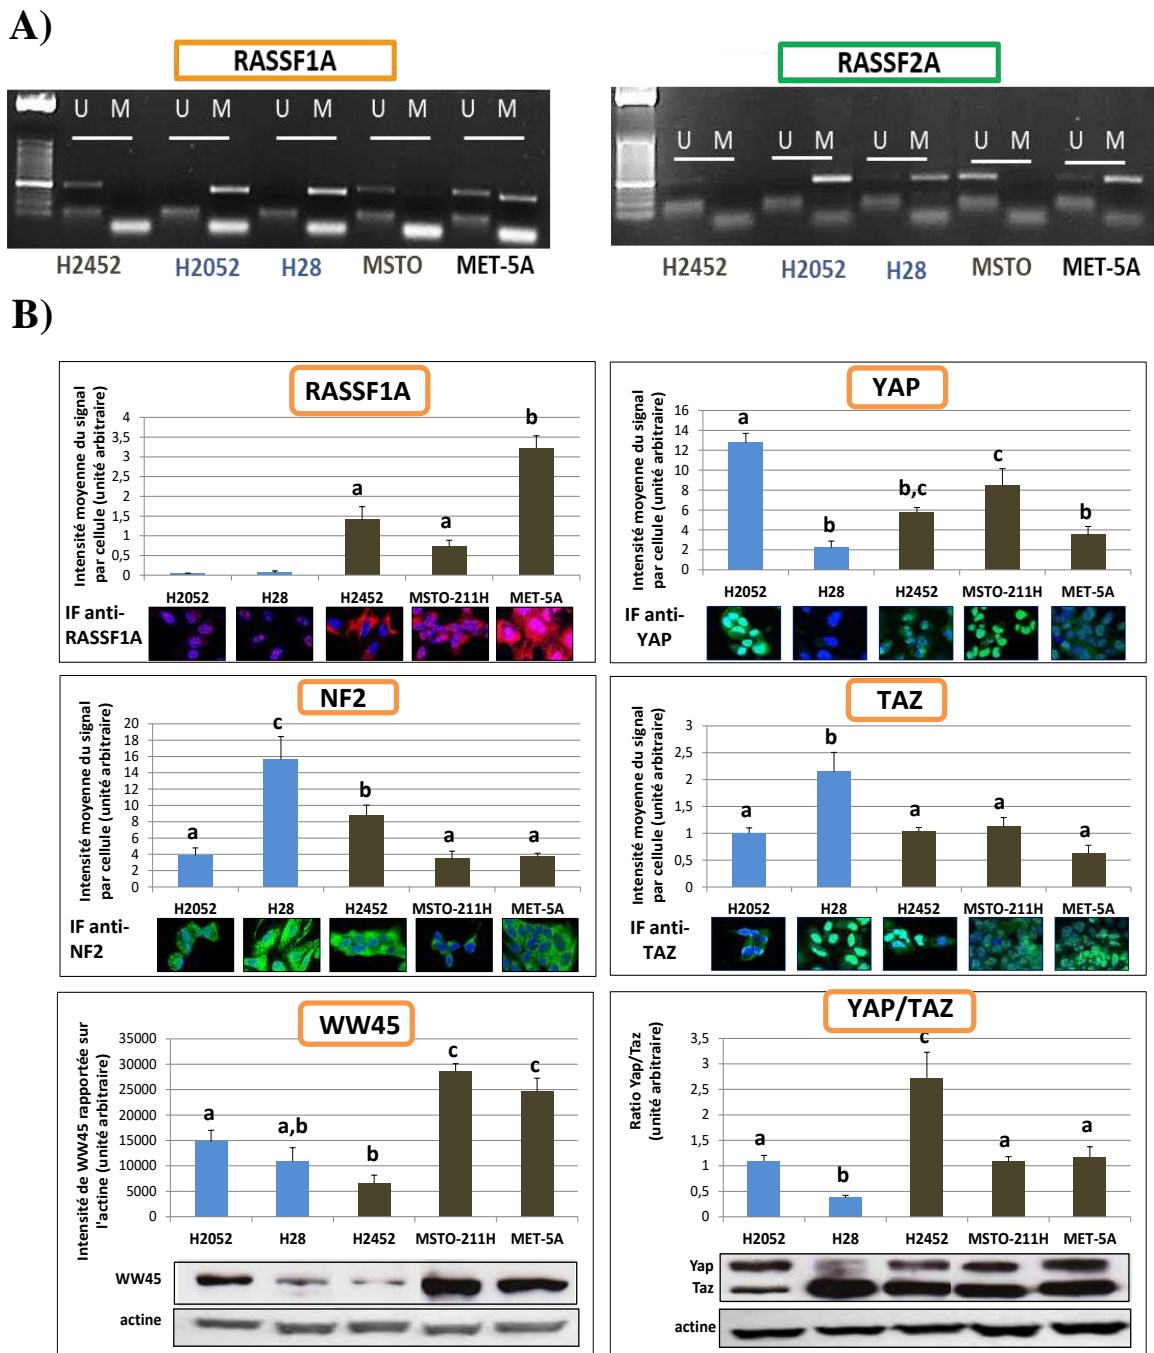 A)
RASSF1A
U M U M U M U M U M
H2452 H2052 H28 MSTO MET-5A
RASSF2A
U M U M U M U M U M
H2452 H2052 H28 MSTO MET-5A
B)
RASSF1A
Intensité moyenne du signal
par cellule (unité arbitraire)
4
3,5
3
2,5
2
1,5
1
0,5
0
a a b
H2052 H28 H2452 MSTO-211H MET-5A
IF anti-
RASSF1A
YAP
Intensité moyenne du signal
par cellule (unité arbitraire)
16
14
12
10
8
6
4
2
0
a b b,c c b
H2052 H28 H2452 MSTO-211H MET-5A
IF anti-
YAP
NF2
Intensité moyenne du signal
par cellule (unité arbitraire)
20
18
16
14
12
10
8
6
4
2
0
a c b a a
H2052 H28 H2452 MSTO-211H MET-5A
IF anti-
NF2
TAZ
Intensité moyenne du signal
par cellule (unité arbitraire)
3
2,5
2
1,5
1
0,5
0
a b a a a
H2052 H28 H2452 MSTO-211H MET-5A
IF anti-
TAZ
WW45
Intensité de WW45 rapportée sur
l'actine (unité arbitraire)
35000
30000
25000
20000
15000
10000
5000
0
a a,b b c c
H2052 H28 H2452 MSTO-211H MET-5A
WW45
actine
YAP/TAZ
Ratio Yap/Taz
(unité arbitraire)
3,5
3
2,5
2
1,5
1
0,5
0
a b c a a
H2052 H28 H2452 MSTO-211H MET-5A
Yap
Taz
actine